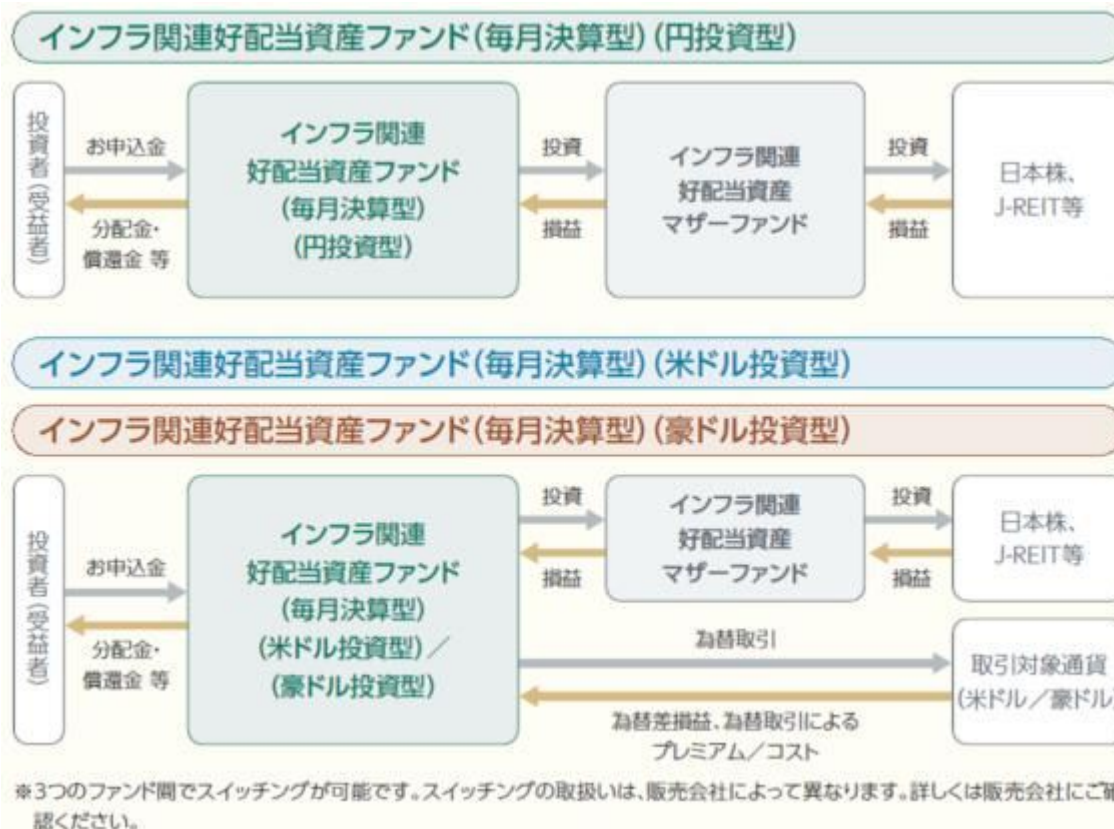 インフラ関連好配当資産ファンド(毎月決算型)(円投資型)
投資者(受益者)
お申込金
分配金・
償還金 等
インフラ関連
好配当資産ファンド
(毎月決算型)
(円投資型)
投資
損益
インフラ関連
好配当資産
マザーファンド
投資
損益
日本株、
J-REIT等
インフラ関連好配当資産ファンド(毎月決算型)(米ドル投資型)
インフラ関連好配当資産ファンド(毎月決算型)(豪ドル投資型)
投資者(受益者)
お申込金
分配金・
償還金 等
インフラ関連
好配当資産ファンド
(毎月決算型)
(米ドル投資型)/
(豪ドル投資型)
投資
損益
インフラ関連
好配当資産
マザーファンド
投資
損益
日本株、
J-REIT等
為替取引
為替差損益、為替取引による
プレミアム/コスト
取引対象通貨
(米ドル/豪ドル
※3つのファンド間でスイッチングが可能です。スイッチングの取扱いは、販売会社によって異なります。詳しくは販売会社にご確
認ください。